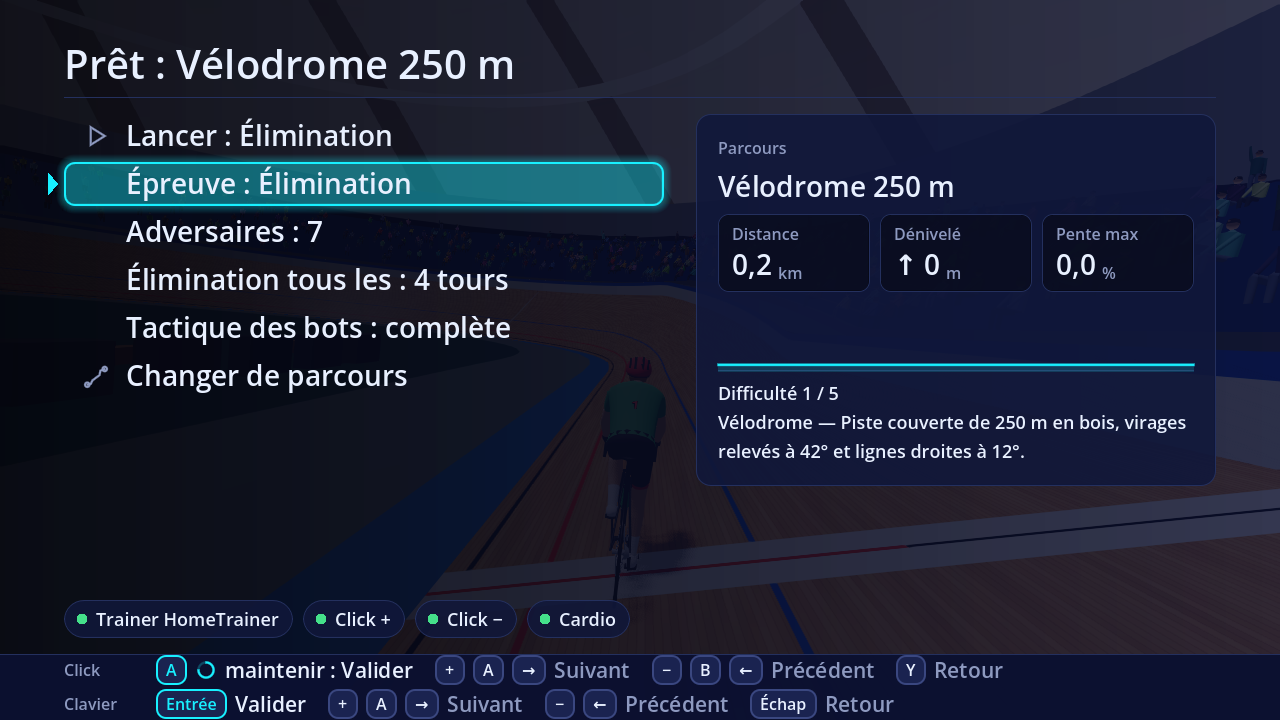 Prêt : Vélodrome 250 m
Lancer : Élimination
Épreuve : Élimination
Adversaires : 7
Élimination tous les : 4 tours
Tactique des bots : complète
Changer de parcours
Parcours
Vélodrome 250 m
Distance
0,2 km
Dénivelé
↑ 0 m
Pente max
0,0 %
Difficulté 1 / 5
Vélodrome — Piste couverte de 250 m en bois, virages
relevés à 42° et lignes droites à 12°.
Trainer HomeTrainer
Click +
Click −
Cardio
Click A maintenir : Valider + A → Suivant − B ← Précédent Y Retour
Clavier Entrée Valider + A → Suivant − ← Précédent Échap Retour